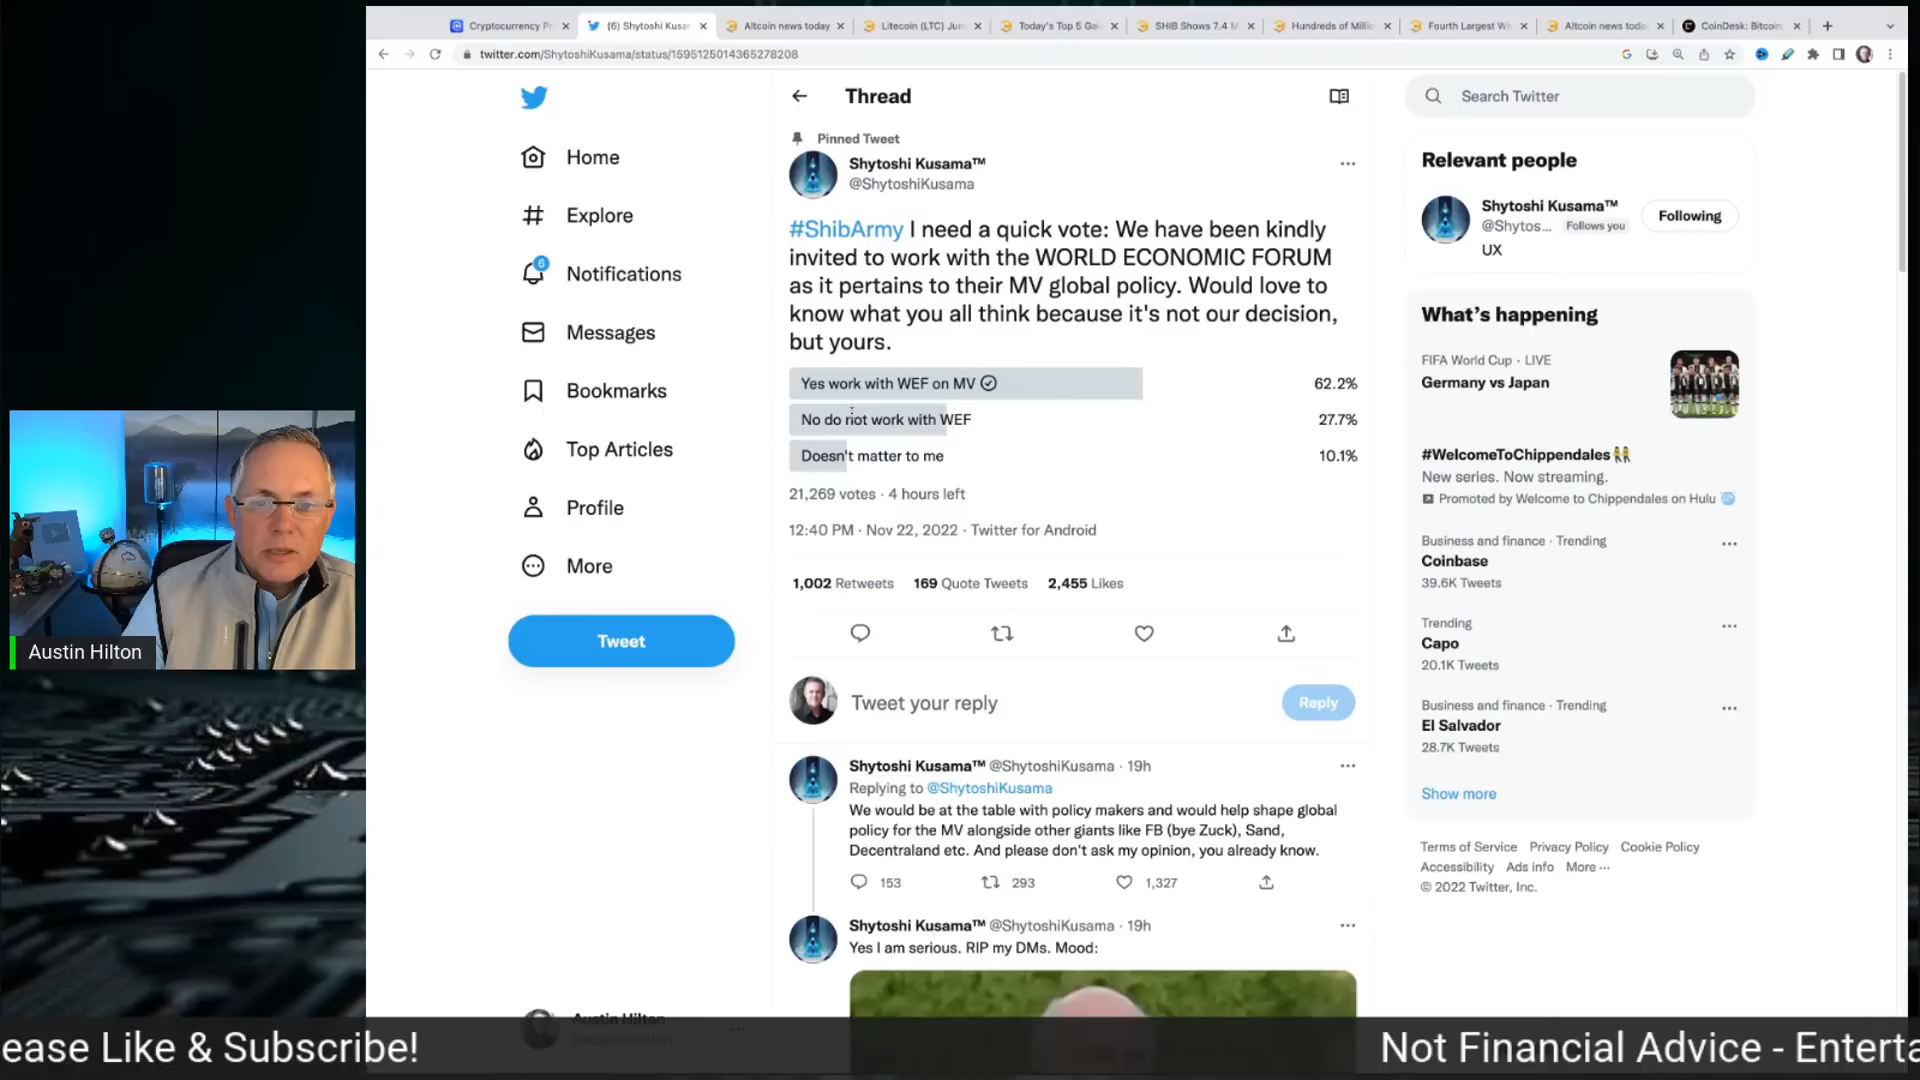 Cryptocurrency Pr
(6) Shytoshi Kusar
Altcoin news today
Litecoin (LTC) Jum
Today's Top 5 Gai
SHIB Shows 7.4 M
Hundreds of Millio
Fourth Largest Wh
Altcoin news toda
CoinDesk: Bitcoin,
twitter.com/ShytoshiKusama/status/1595125014365278208
Home
Explore
6
Notifications
Messages
Bookmarks
Top Articles
Profile
More
Tweet
Thread
Pinned Tweet
Shytoshi Kusama™
@ShytoshiKusama
#ShibArmy I need a quick vote: We have been kindly
invited to work with the WORLD ECONOMIC FORUM
as it pertains to their MV global policy. Would love to
know what you all think because it's not our decision,
but yours.
Yes work with WEF on MV 62.2%
No do not work with WEF 27.7%
Doesn't matter to me 10.1%
21,269 votes · 4 hours left
12:40 PM · Nov 22, 2022 · Twitter for Android
1,002 Retweets 169 Quote Tweets 2,455 Likes
Tweet your reply
Reply
Shytoshi Kusama™ @ShytoshiKusama · 19h
Replying to @ShytoshiKusama
We would be at the table with policy makers and would help shape global
policy for the MV alongside other giants like FB (bye Zuck), Sand,
Decentraland etc. And please don't ask my opinion, you already know.
153 293 1,327
Shytoshi Kusama™ @ShytoshiKusama · 19h
Yes I am serious. RIP my DMs. Mood:
Search Twitter
Relevant people
Shytoshi Kusama™
@Shytos... Follows you
Following
UX
What's happening
FIFA World Cup · LIVE
Germany vs Japan
#WelcomeToChippendales
New series. Now streaming.
Promoted by Welcome to Chippendales on Hulu
Business and finance · Trending
Coinbase
39.6K Tweets
Trending
Capo
20.1K Tweets
Business and finance · Trending
El Salvador
28.7K Tweets
Show more
Terms of Service Privacy Policy Cookie Policy
Accessibility Ads info More ···
© 2022 Twitter, Inc.
Austin Hilton
Austin Hilton
ease Like & Subscribe!
Not Financial Advice - Enterta